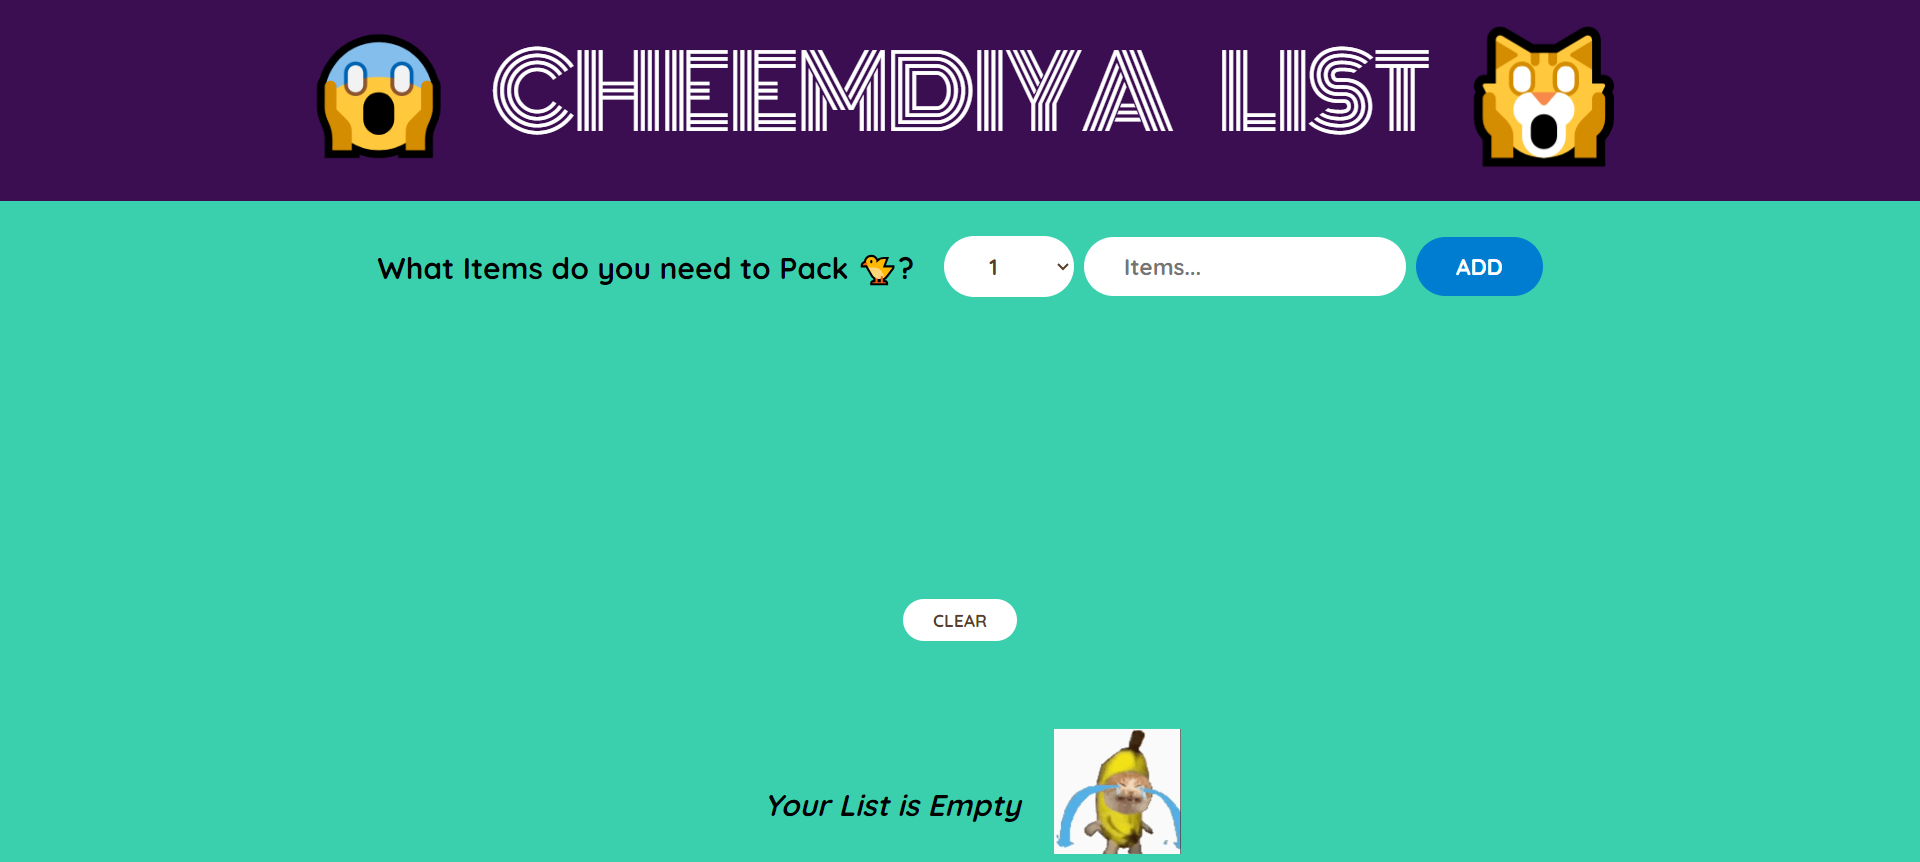 CHEEMDIYA LIST
What Items do you need to Pack 🐤? 1 Items... ADD
CLEAR
Your List is Empty